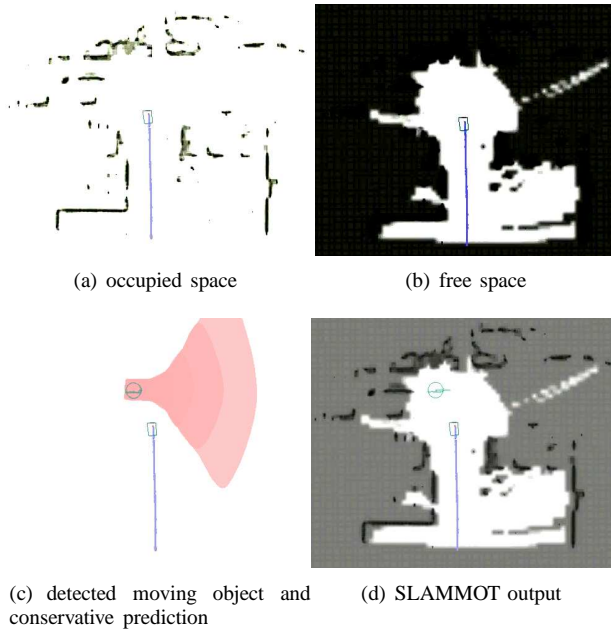 (a) occupied space
(b) free space
(c) detected moving object and
conservative prediction
(d) SLAMMOT output